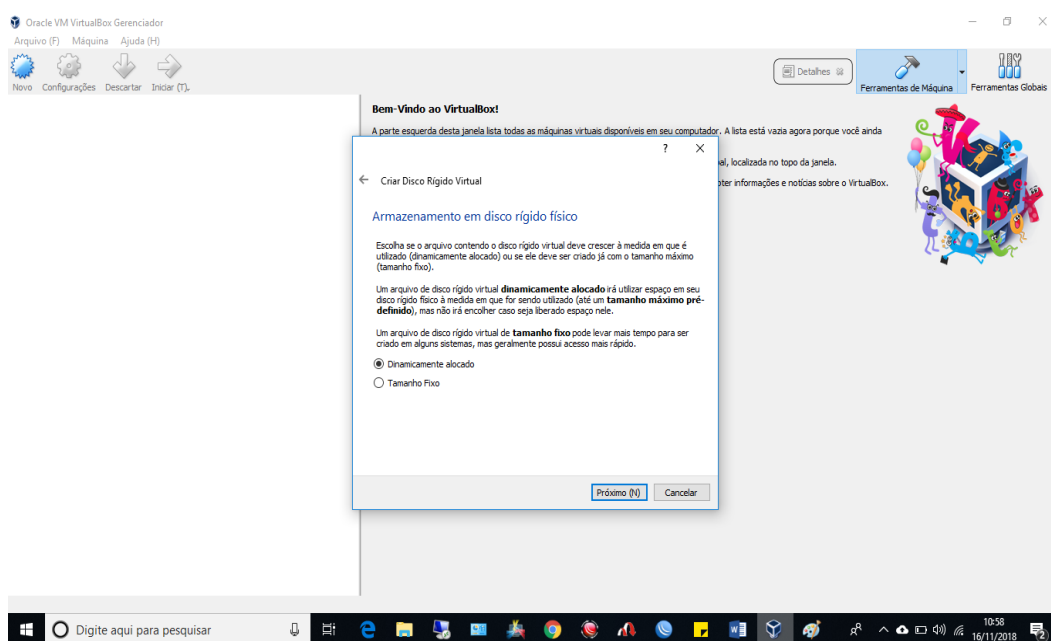 Oracle VM VirtualBox Gerenciador
Arquivo (F) Máquina Ajuda (H)
Novo Configurações Descartar Iniciar (T).
Detalhes
Ferramentas de Máquina
Ferramentas Globais
Bem-Vindo ao VirtualBox!
A parte esquerda desta janela lista todas as máquinas virtuais disponíveis em seu computador. A lista está vazia agora porque você ainda
al, localizada no topo da janela.
bter informações e notícias sobre o VirtualBox.
?
Criar Disco Rígido Virtual
Armazenamento em disco rígido físico
Escolha se o arquivo contendo o disco rígido virtual deve crescer à medida em que é
utilizado (dinamicamente alocado) ou se ele deve ser criado já com o tamanho máximo
(tamanho fixo).
Um arquivo de disco rígido virtual dinamicamente alocado irá utilizar espaço em seu
disco rígido físico à medida em que for sendo utilizado (até um tamanho máximo pré-
definido), mas não irá encolher caso seja liberado espaço nele.
Um arquivo de disco rígido virtual de tamanho fixo pode levar mais tempo para ser
criado em alguns sistemas, mas geralmente possui acesso mais rápido.
Dinamicamente alocado
Tamanho Fixo
Próximo (N) Cancelar
Digite aqui para pesquisar
10:58
16/11/2018